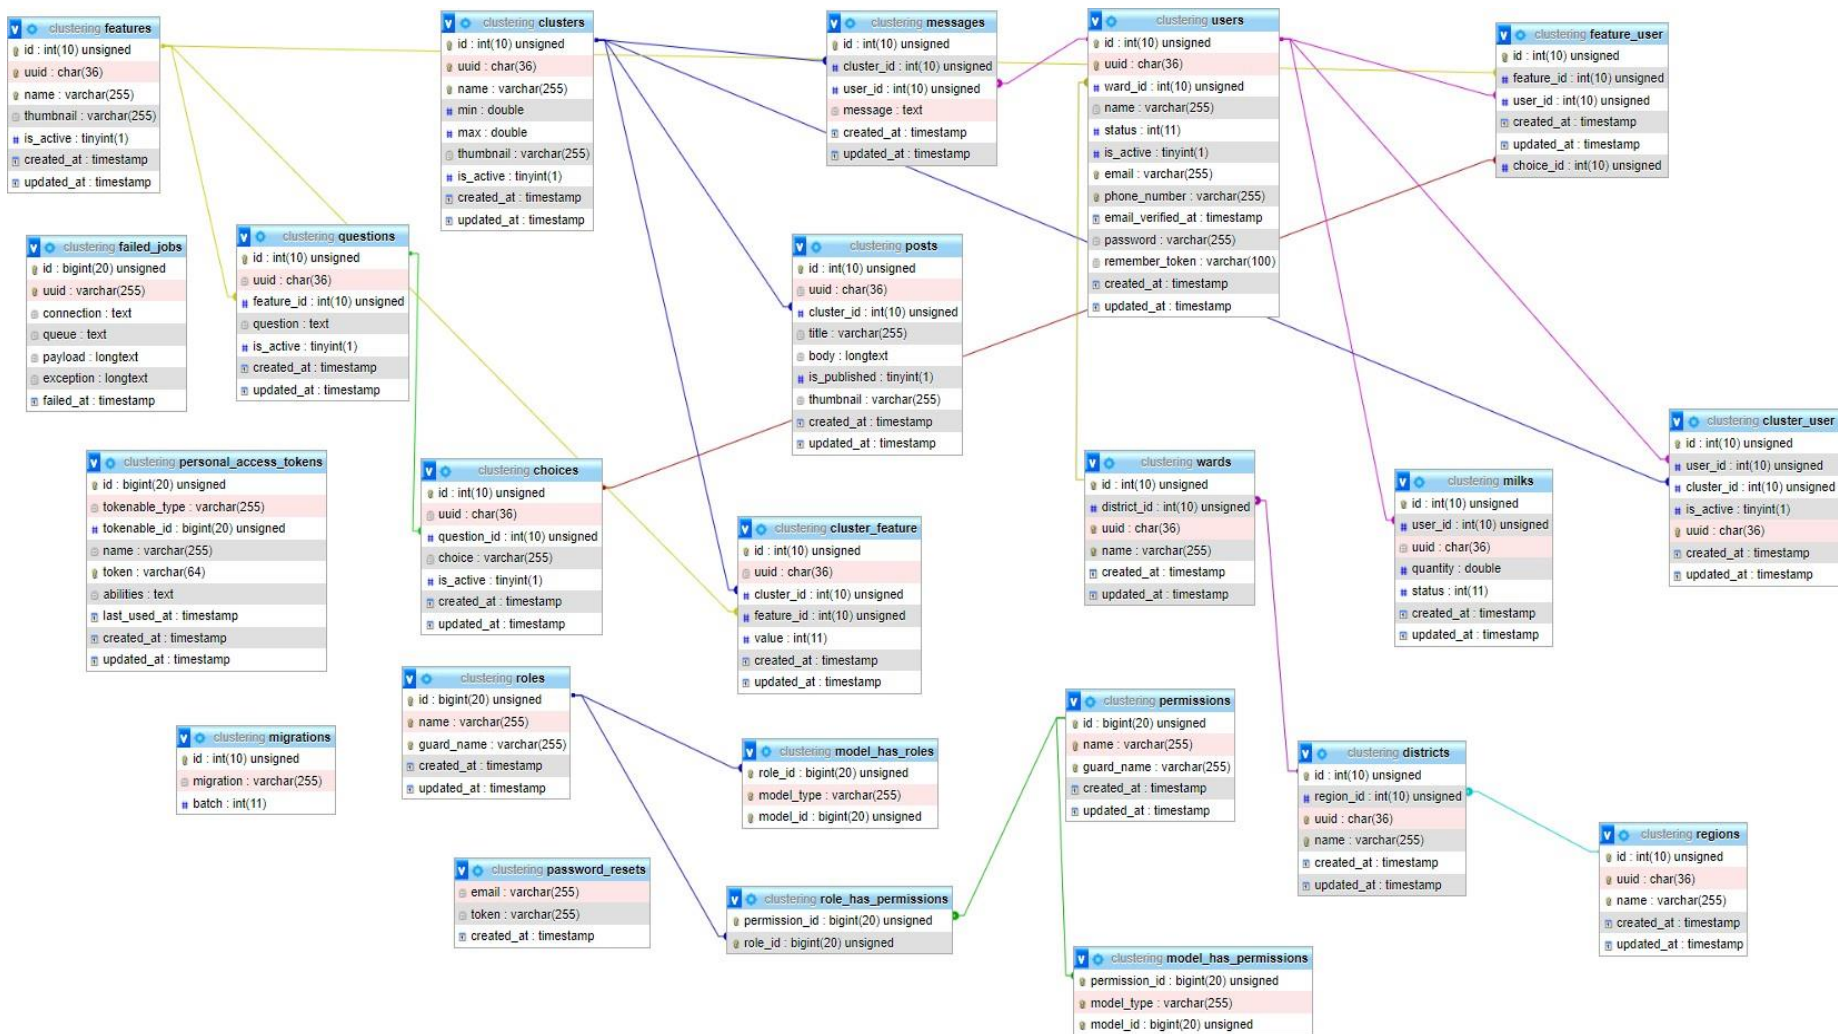 clustering features
id : int(10) unsigned
uuid : char(36)
name : varchar(255)
thumbnail : varchar(255)
is_active : tinyint(1)
created_at : timestamp
updated_at : timestamp
clustering clusters
id : int(10) unsigned
uuid : char(36)
name : varchar(255)
min : double
max : double
thumbnail : varchar(255)
is_active : tinyint(1)
created_at : timestamp
updated_at : timestamp
clustering messages
id : int(10) unsigned
cluster_id : int(10) unsigned
user_id : int(10) unsigned
message : text
created_at : timestamp
updated_at : timestamp
clustering users
id : int(10) unsigned
uuid : char(36)
ward_id : int(10) unsigned
name : varchar(255)
status : int(11)
is_active : tinyint(1)
email : varchar(255)
phone_number : varchar(255)
email_verified_at : timestamp
password : varchar(255)
remember_token : varchar(100)
created_at : timestamp
updated_at : timestamp
clustering feature_user
id : int(10) unsigned
feature_id : int(10) unsigned
user_id : int(10) unsigned
created_at : timestamp
updated_at : timestamp
choice_id : int(10) unsigned
clustering failed_jobs
id : bigint(20) unsigned
uuid : varchar(255)
connection : text
queue : text
payload : longtext
exception : longtext
failed_at : timestamp
clustering questions
id : int(10) unsigned
uuid : char(36)
feature_id : int(10) unsigned
question : text
is_active : tinyint(1)
created_at : timestamp
updated_at : timestamp
clustering posts
id : int(10) unsigned
uuid : char(36)
cluster_id : int(10) unsigned
title : varchar(255)
body : longtext
is_published : tinyint(1)
thumbnail : varchar(255)
created_at : timestamp
updated_at : timestamp
clustering personal_access_tokens
id : bigint(20) unsigned
tokenable_type : varchar(255)
tokenable_id : bigint(20) unsigned
name : varchar(255)
token : varchar(64)
abilities : text
last_used_at : timestamp
created_at : timestamp
updated_at : timestamp
clustering choices
id : int(10) unsigned
uuid : char(36)
question_id : int(10) unsigned
choice : varchar(255)
is_active : tinyint(1)
created_at : timestamp
updated_at : timestamp
clustering cluster_feature
id : int(10) unsigned
uuid : char(36)
cluster_id : int(10) unsigned
feature_id : int(10) unsigned
value : int(11)
created_at : timestamp
updated_at : timestamp
clustering wards
id : int(10) unsigned
district_id : int(10) unsigned
uuid : char(36)
name : varchar(255)
created_at : timestamp
updated_at : timestamp
clustering milks
id : int(10) unsigned
user_id : int(10) unsigned
uuid : char(36)
quantity : double
status : int(11)
created_at : timestamp
updated_at : timestamp
clustering cluster_user
id : int(10) unsigned
user_id : int(10) unsigned
cluster_id : int(10) unsigned
is_active : tinyint(1)
uuid : char(36)
created_at : timestamp
updated_at : timestamp
clustering migrations
id : int(10) unsigned
migration : varchar(255)
batch : int(11)
clustering roles
id : bigint(20) unsigned
name : varchar(255)
guard_name : varchar(255)
created_at : timestamp
updated_at : timestamp
clustering model_has_roles
role_id : bigint(20) unsigned
model_type : varchar(255)
model_id : bigint(20) unsigned
clustering permissions
id : bigint(20) unsigned
name : varchar(255)
guard_name : varchar(255)
created_at : timestamp
updated_at : timestamp
clustering districts
id : int(10) unsigned
region_id : int(10) unsigned
uuid : char(36)
name : varchar(255)
created_at : timestamp
updated_at : timestamp
clustering regions
id : int(10) unsigned
uuid : char(36)
name : varchar(255)
created_at : timestamp
updated_at : timestamp
clustering password_resets
email : varchar(255)
token : varchar(255)
created_at : timestamp
clustering role_has_permissions
permission_id : bigint(20) unsigned
role_id : bigint(20) unsigned
clustering model_has_permissions
permission_id : bigint(20) unsigned
model_type : varchar(255)
model_id : bigint(20) unsigned